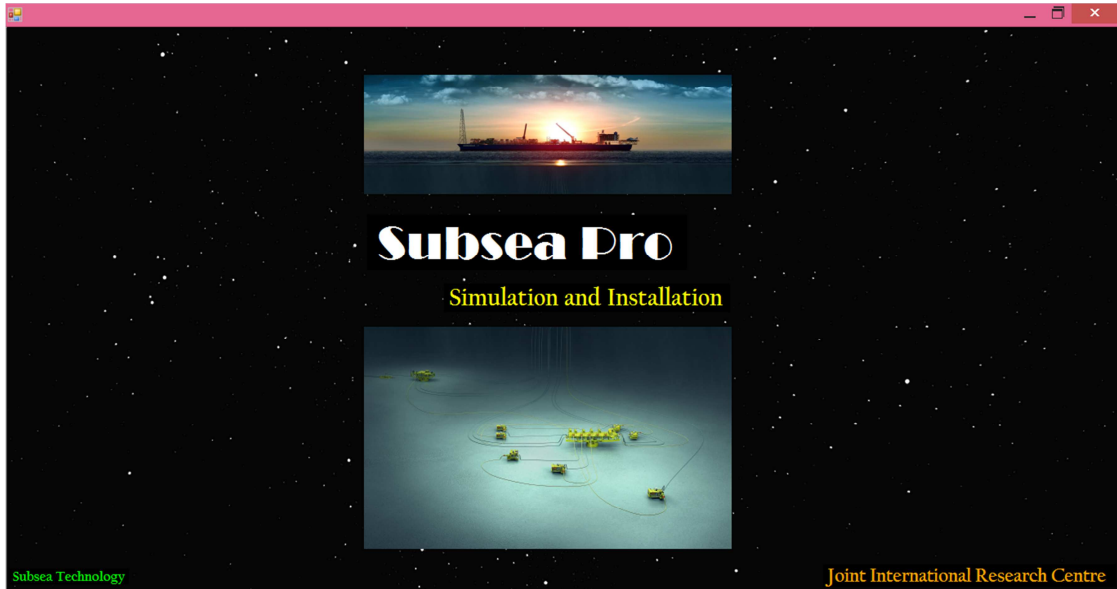 Subsea Pro
Simulation and Installation
Subsea Technology
Joint International Research Centre